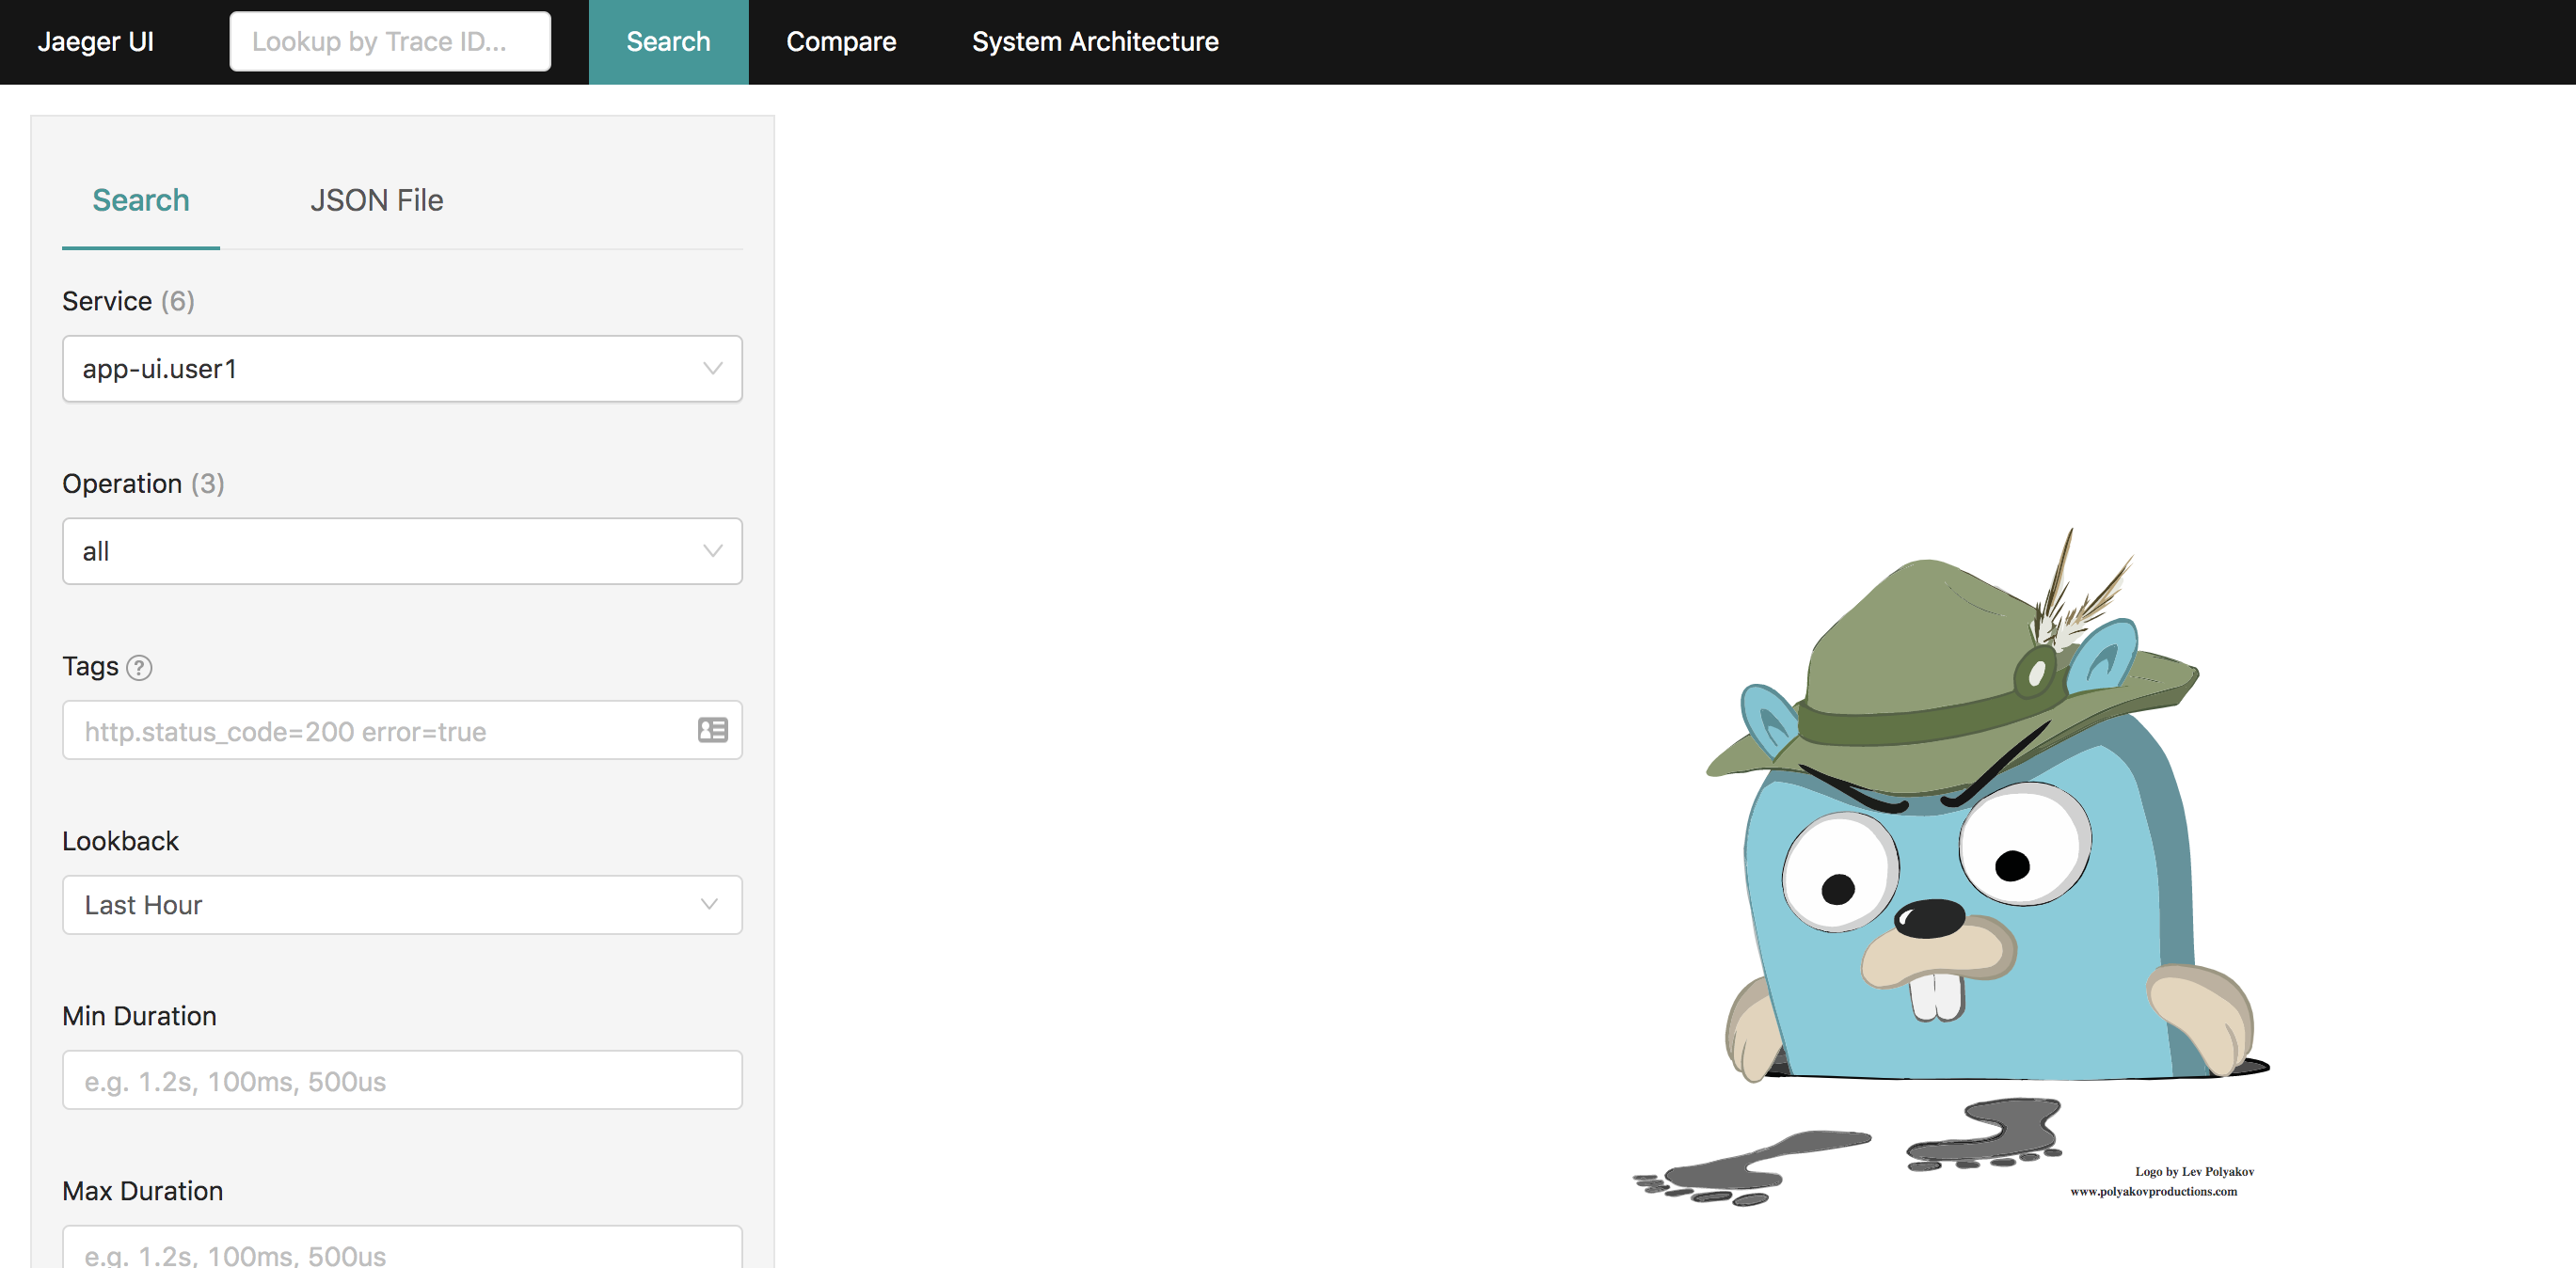 Jaeger UI
Lookup by Trace ID...
Search
Compare
System Architecture
Search
JSON File
Service (6)
app-ui.user1
Operation (3)
all
Tags ?
http.status_code=200 error=true
Lookback
Last Hour
Min Duration
e.g. 1.2s, 100ms, 500us
Max Duration
e.g. 1.2s, 100ms, 500us
Logo by Lev Polyakov
www.polyakovproductions.com